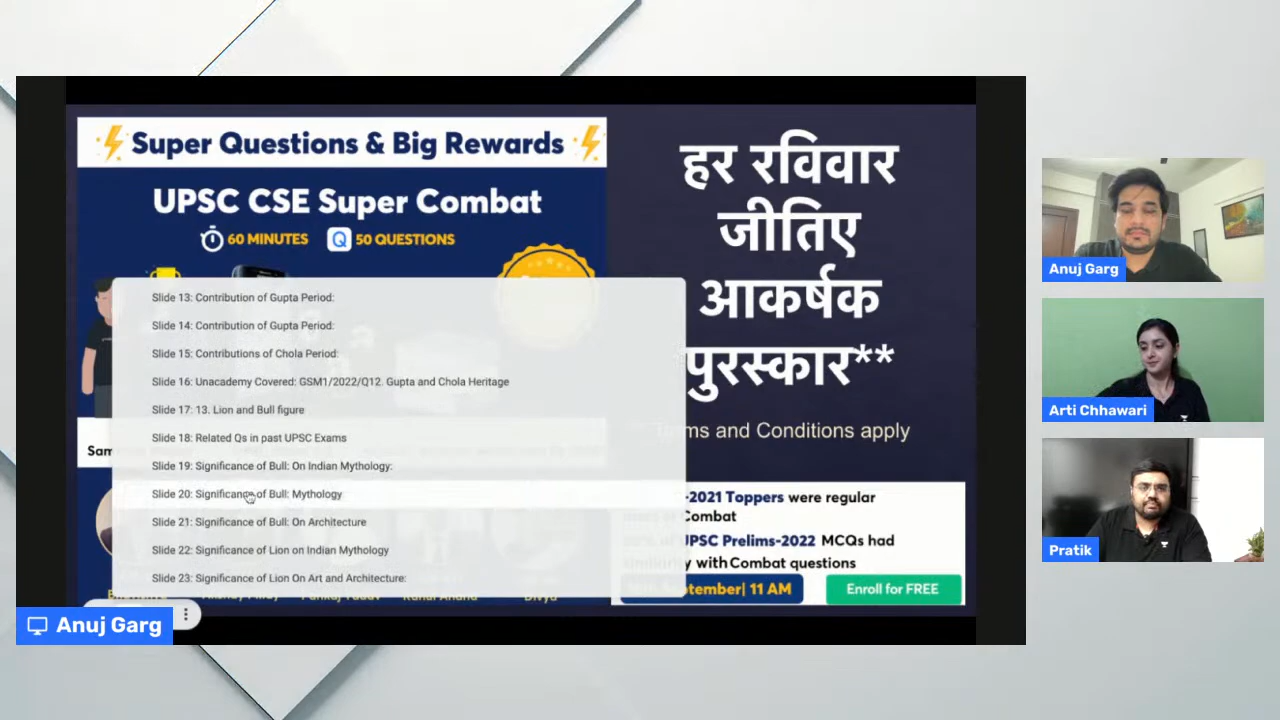 Super Questions & Big Rewards
UPSC CSE Super Combat
60 MINUTES
Q
50 QUESTIONS
Slide 13: Contribution of Gupta Period:
Slide 14: Contribution of Gupta Period:
Slide 15: Contributions of Chola Period:
Slide 16: Unacademy Covered: GSM1/2022/Q12. Gupta and Chola Heritage
Slide 17: 13. Lion and Bull figure
Slide 18: Related Qs in past UPSC Exams
Slide 19: Significance of Bull: On Indian Mythology:
Slide 20: Significance of Bull: Mythology
Slide 21: Significance of Bull: On Architecture
Slide 22: Significance of Lion on Indian Mythology
Slide 23: Significance of Lion On Art and Architecture:
हर रविवार
जीतिए
आकर्षक
पुरस्कार**
and Conditions apply
-2021 Toppers were regular
Combat
UPSC Prelims-2022 MCQs had
with Combat questions
11 AM
Enroll for FREE
Divya
Anuj Garg
Anuj Garg
Arti Chhawari
Pratik